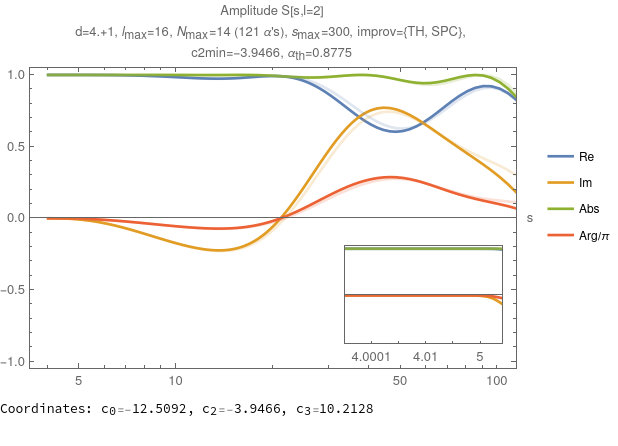 Amplitude S[s,l=2]
d=4.+1, lmax=16, Nmax=14 (121 α's), smax=300, improv={TH, SPC},
c2min=-3.9466, αth=0.8775
1.0
0.5
0.0
-0.5
-1.0
s
Re
Im
Abs
Arg/π
4.0001 4.01 5
5 10 50 100
Coordinates: c0=-12.5092, c2=-3.9466, c3=10.2128